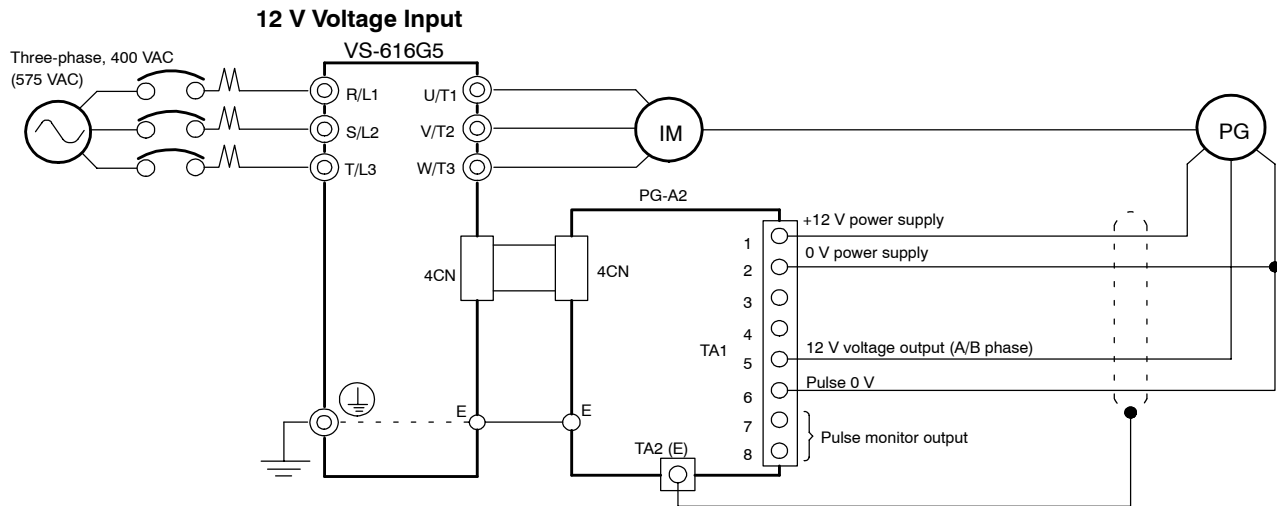 12 V Voltage Input
VS-616G5
Three-phase, 400 VAC
(575 VAC)
R/L1
U/T1
S/L2
V/T2
T/L3
W/T3
IM
PG
PG-A2
4CN
4CN
TA1
1
+12 V power supply
2
0 V power supply
3
4
5
12 V voltage output (A/B phase)
6
Pulse 0 V
7
8
Pulse monitor output
E
E
TA2 (E)